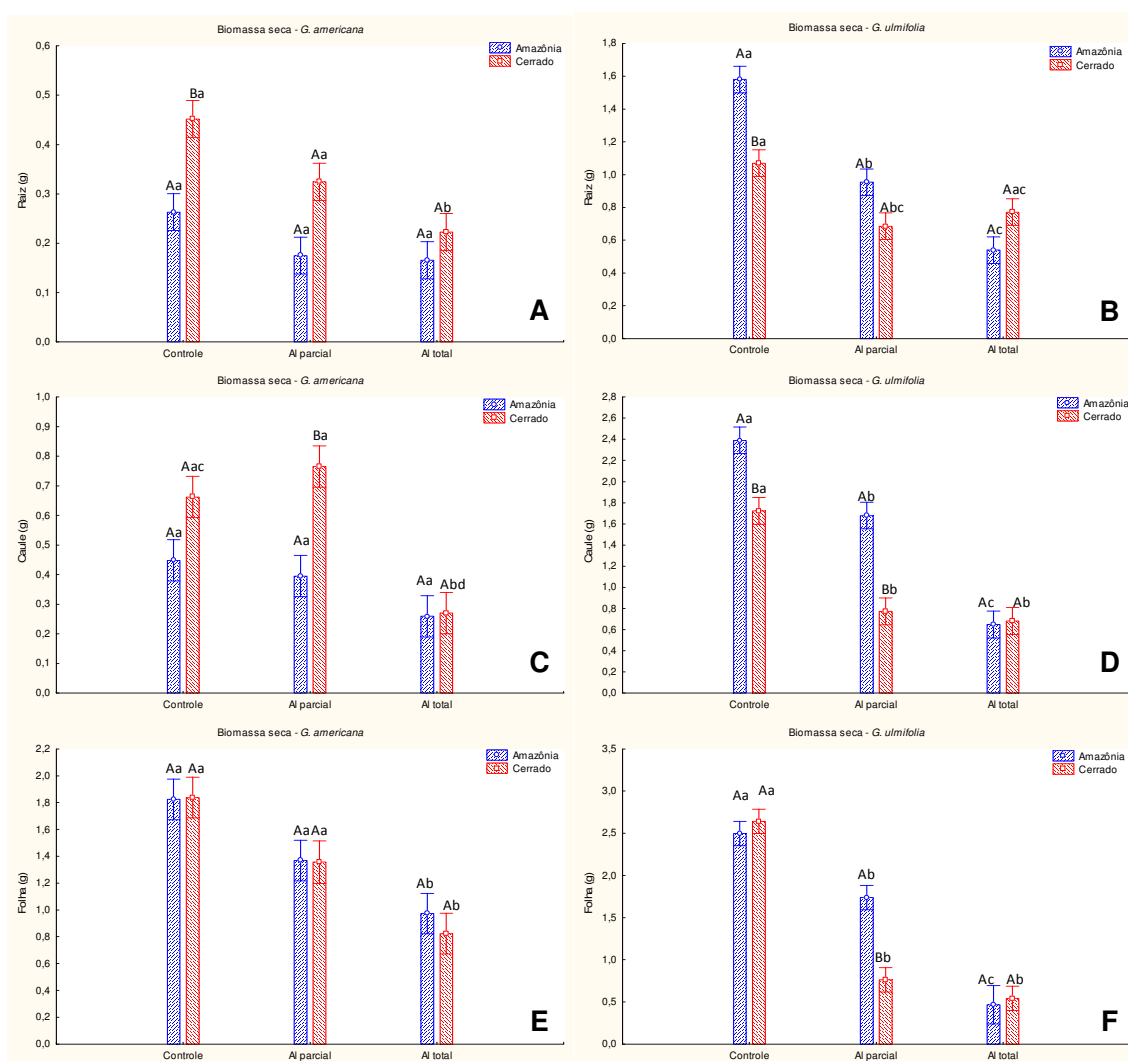 Biomassa seca - G. americana
Amazônia
Cerrado
Raiz (g)
0,6
0,5
0,4
0,3
0,2
0,1
0,0
Aa
Ba
Aa
Aa
Aa
Ab
Controle
Al parcial
Al total
A
Biomassa seca - G. ulmifolia
Amazônia
Cerrado
Raiz (g)
1,8
1,6
1,4
1,2
1,0
0,8
0,6
0,4
0,2
0,0
Aa
Ba
Ab
Abc
Ac
Aac
Controle
Al parcial
Al total
B
Biomassa seca - G. americana
Amazônia
Cerrado
Caule (g)
1,0
0,9
0,8
0,7
0,6
0,5
0,4
0,3
0,2
0,1
0,0
Aa
Aac
Aa
Ba
Aa
Abd
Controle
Al parcial
Al total
C
Biomassa seca - G. ulmifolia
Amazônia
Cerrado
Caule (g)
2,8
2,6
2,4
2,2
2,0
1,8
1,6
1,4
1,2
1,0
0,8
0,6
0,4
0,2
0,0
Aa
Ba
Ab
Bb
Ac
Ab
Controle
Al parcial
Al total
D
Biomassa seca - G. americana
Amazônia
Cerrado
Folha (g)
2,2
2,0
1,8
1,6
1,4
1,2
1,0
0,8
0,6
0,4
0,2
0,0
Aa
Aa
Aa
Aa
Ab
Ab
Controle
Al parcial
Al total
E
Biomassa seca - G. ulmifolia
Amazônia
Cerrado
Folha (g)
3,5
3,0
2,5
2,0
1,5
1,0
0,5
0,0
Aa
Aa
Ab
Bb
Ac
Ab
Controle
Al parcial
Al total
F